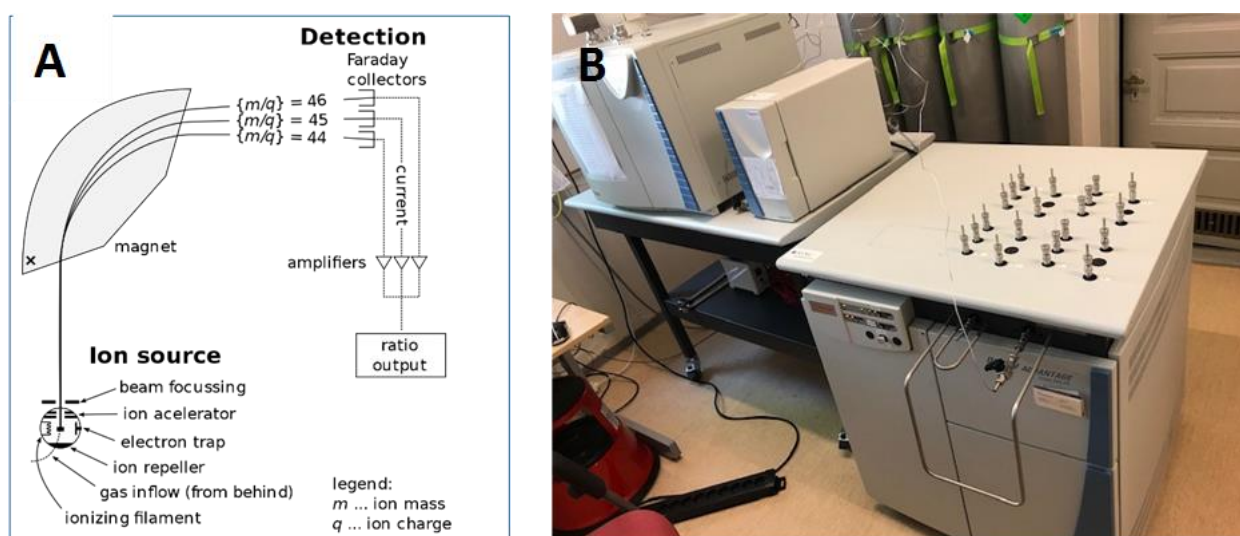 A
Detection
Faraday
collectors
{m/q} = 46
{m/q} = 45
{m/q} = 44
current
magnet
amplifiers
ratio
output
Ion source
beam focussing
ion acelerator
electron trap
ion repeller
gas inflow (from behind)
ionizing filament
legend:
m ... ion mass
q ... ion charge
B
ADVANTAGE